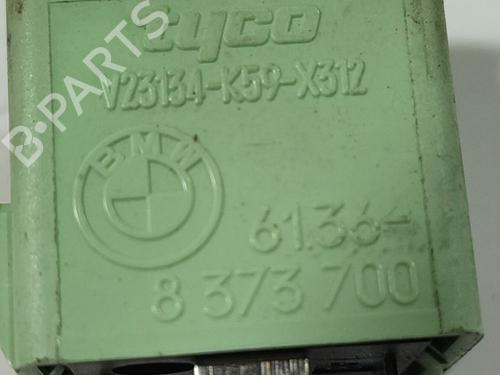 tyco
V23134-K59-X312
BMW
61.36-
8 373 700
B-PARTS